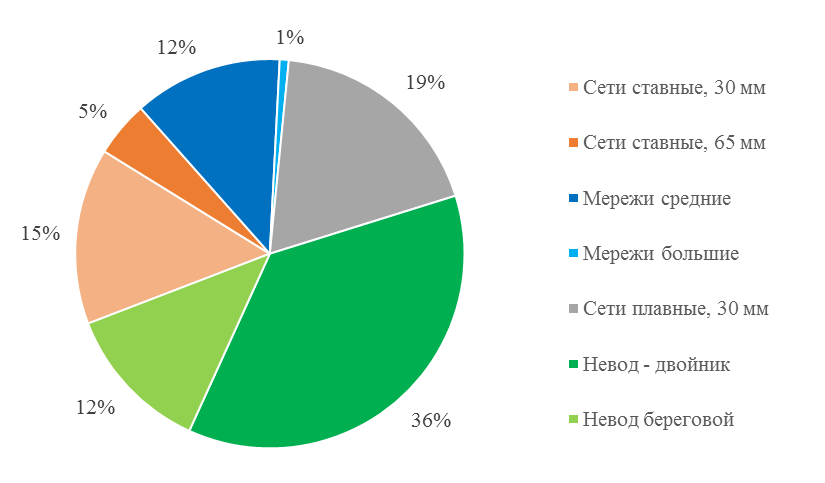 1%
12%
19%
5%
15%
12%
36%
Сети ставные, 30 мм
Сети ставные, 65 мм
Мережи средние
Мережи большие
Сети плавные, 30 мм
Невод - двойник
Невод береговой